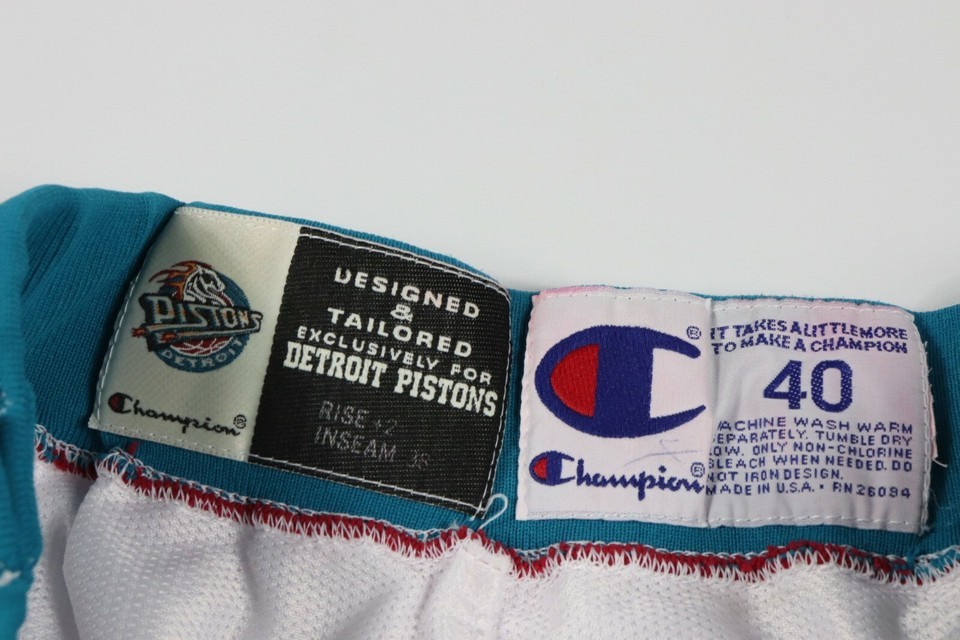 PISTONS
DETROIT
Champion®
DESIGNED
&
TAILORED
EXCLUSIVELY FOR
DETROIT PISTONS
RISE +2
INSEAM
®
Champion®
IT TAKES A LITTLE MORE
TO MAKE A CHAMPION
40
MACHINE WASH WARM
SEPARATELY. TUMBLE DRY
LOW. ONLY NON-CHLORINE
BLEACH WHEN NEEDED. DO
NOT IRON DESIGN.
MADE IN U.S.A. • RN 26094